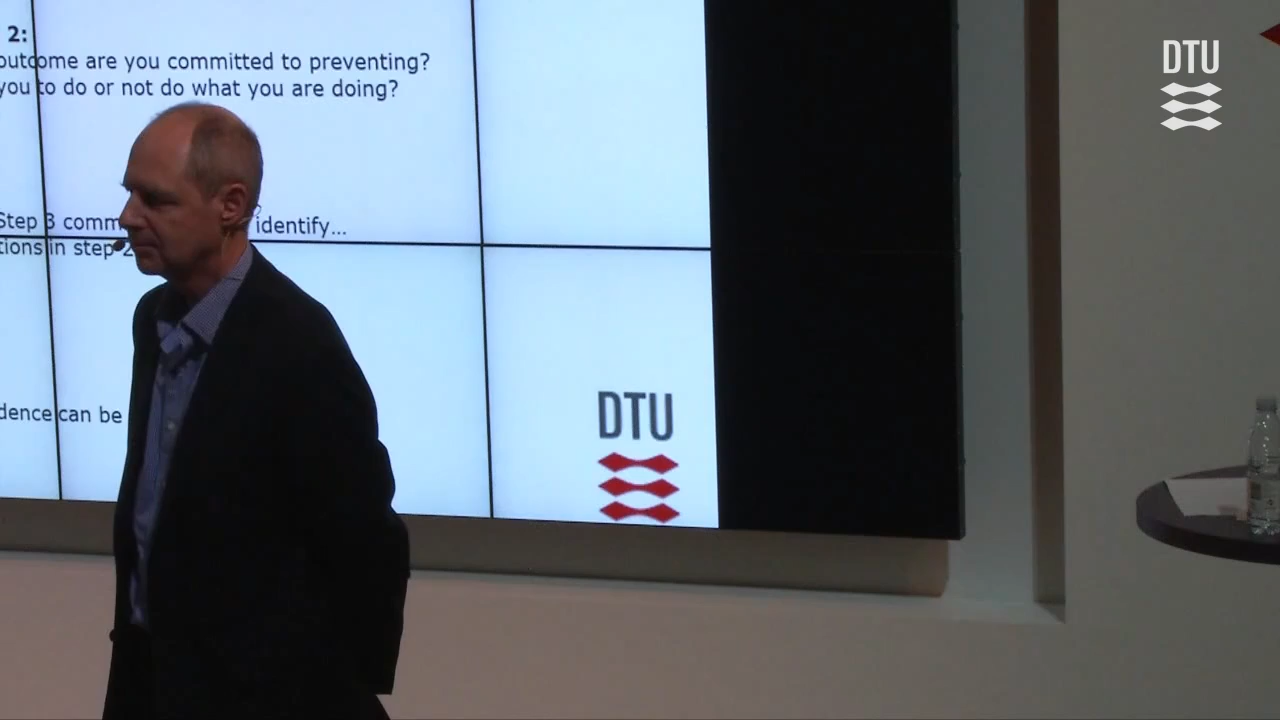 2:
outcome are you committed to preventing?
you to do or not do what you are doing?
Step 3 identify...
tions in step 2
dence can be
DTU
DTU